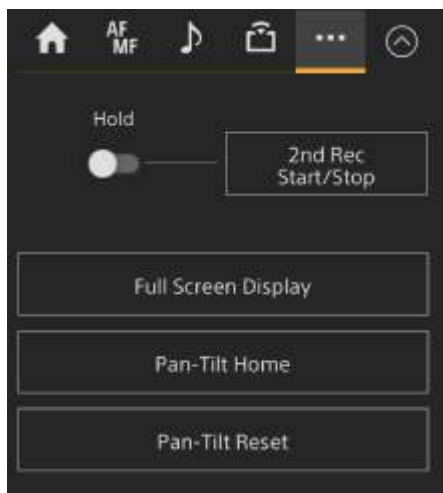 AF
MF
Hold
2nd Rec
Start/Stop
Full Screen Display
Pan-Tilt Home
Pan-Tilt Reset